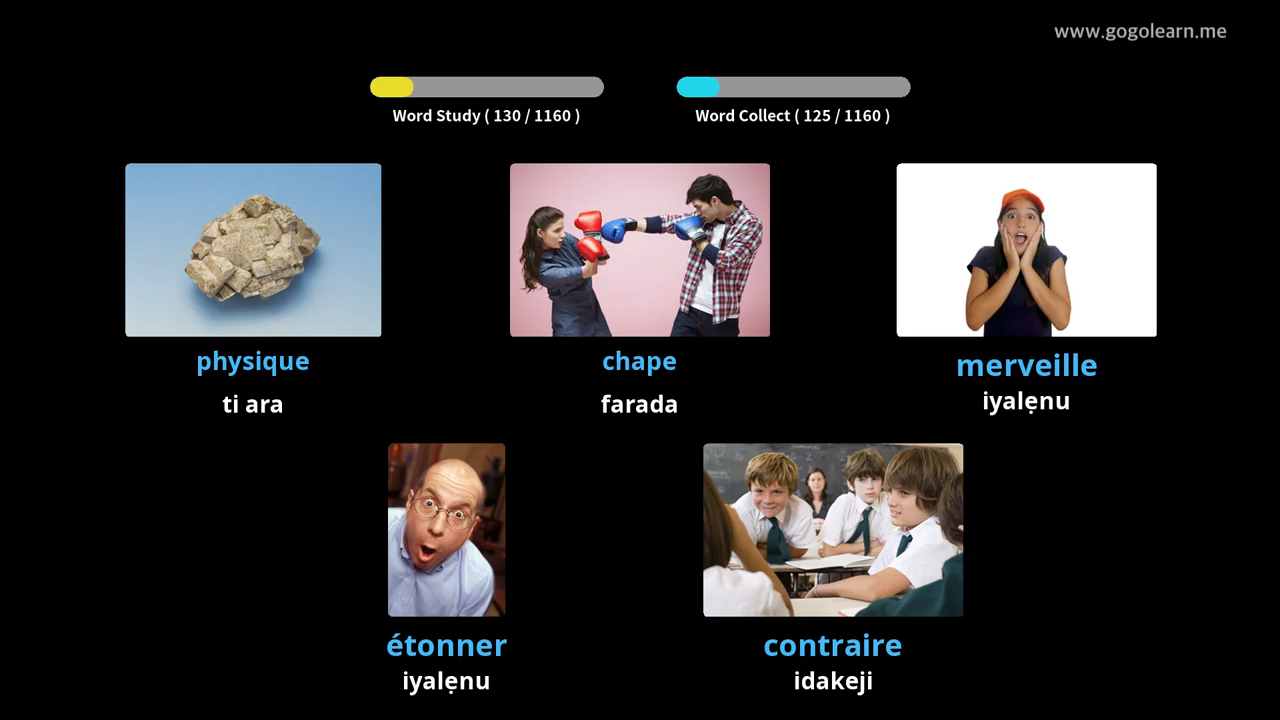 www.gogolearn.me
Word Study ( 130 / 1160 )
Word Collect ( 125 / 1160 )
physique
chape
merveille
ti ara
farada
iyalẹnu
étonner
contraire
iyalẹnu
idakeji